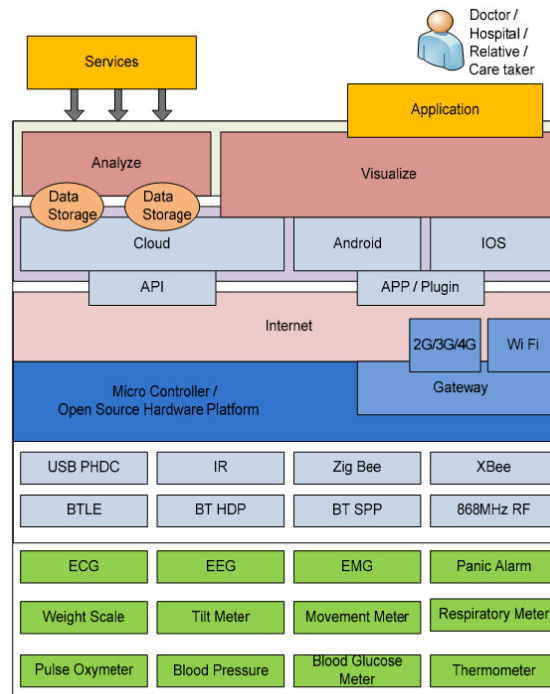 Doctor /
Hospital /
Relative /
Care taker
Services
Application
Analyze
Visualize
Data
Storage
Data
Storage
Cloud
Android
IOS
API
APP / Plugin
Internet
2G/3G/4G
Wi Fi
Gateway
Micro Controller /
Open Source Hardware Platform
USB PHDC
IR
Zig Bee
XBee
BTLE
BT HDP
BT SPP
868MHz RF
ECG
EEG
EMG
Panic Alarm
Weight Scale
Tilt Meter
Movement Meter
Respiratory Meter
Pulse Oxymeter
Blood Pressure
Blood Glucose
Meter
Thermometer